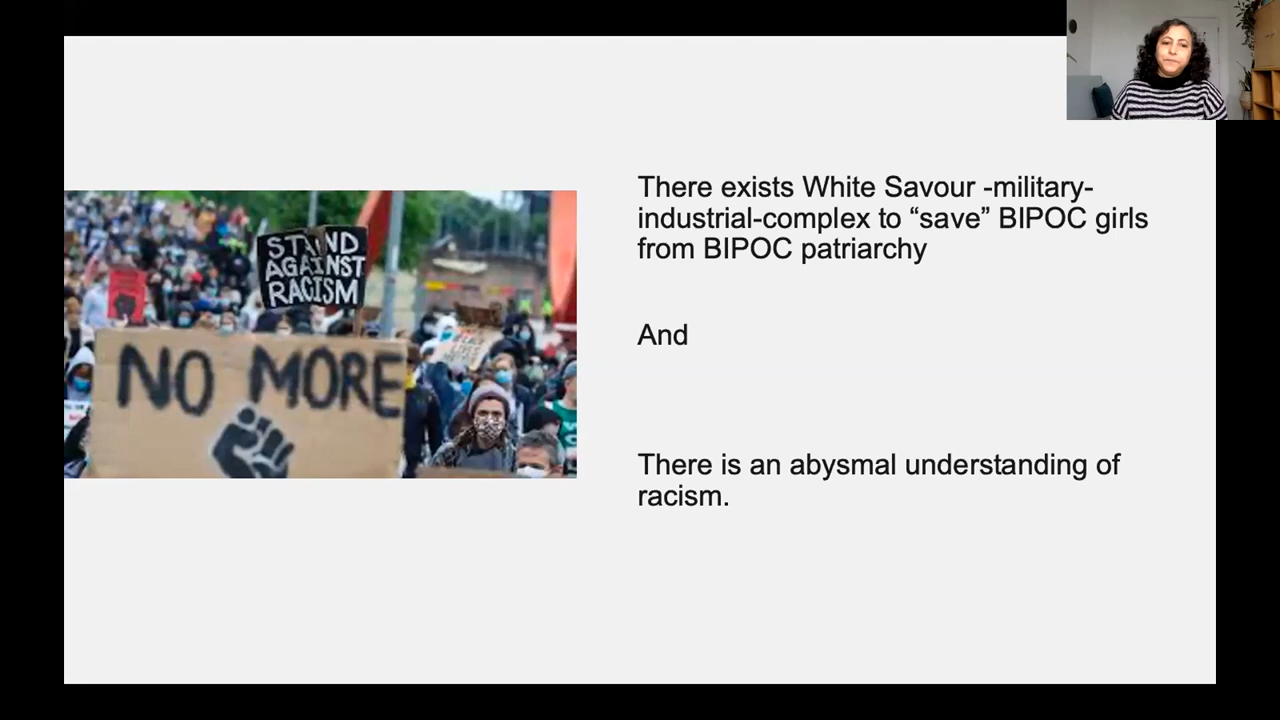 There exists White Savour -military-
industrial-complex to “save” BIPOC girls
from BIPOC patriarchy
And
There is an abysmal understanding of
racism.
STAND
AGAINST
RACISM
NO MORE